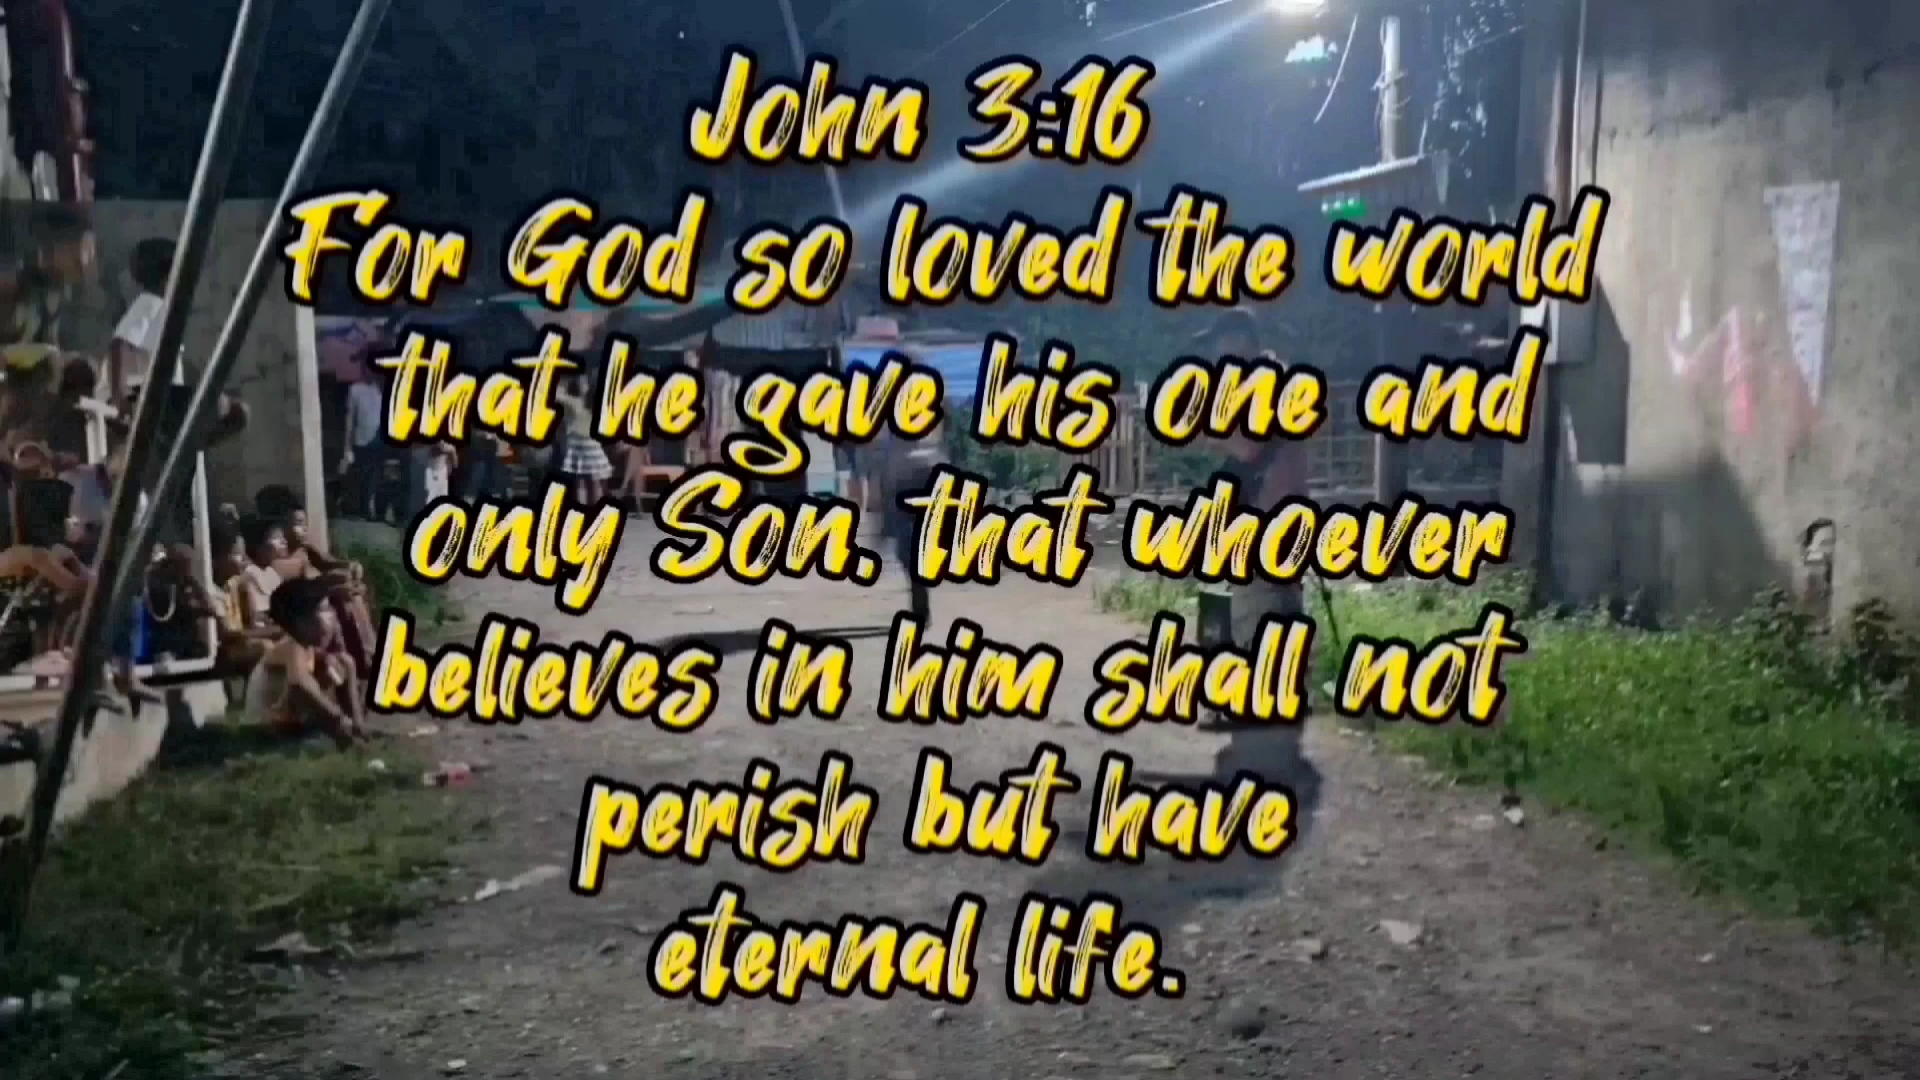 John 3:16
For God so loved the world
that he gave his one and
only Son, that whoever
believes in him shall not
perish but have
eternal life.